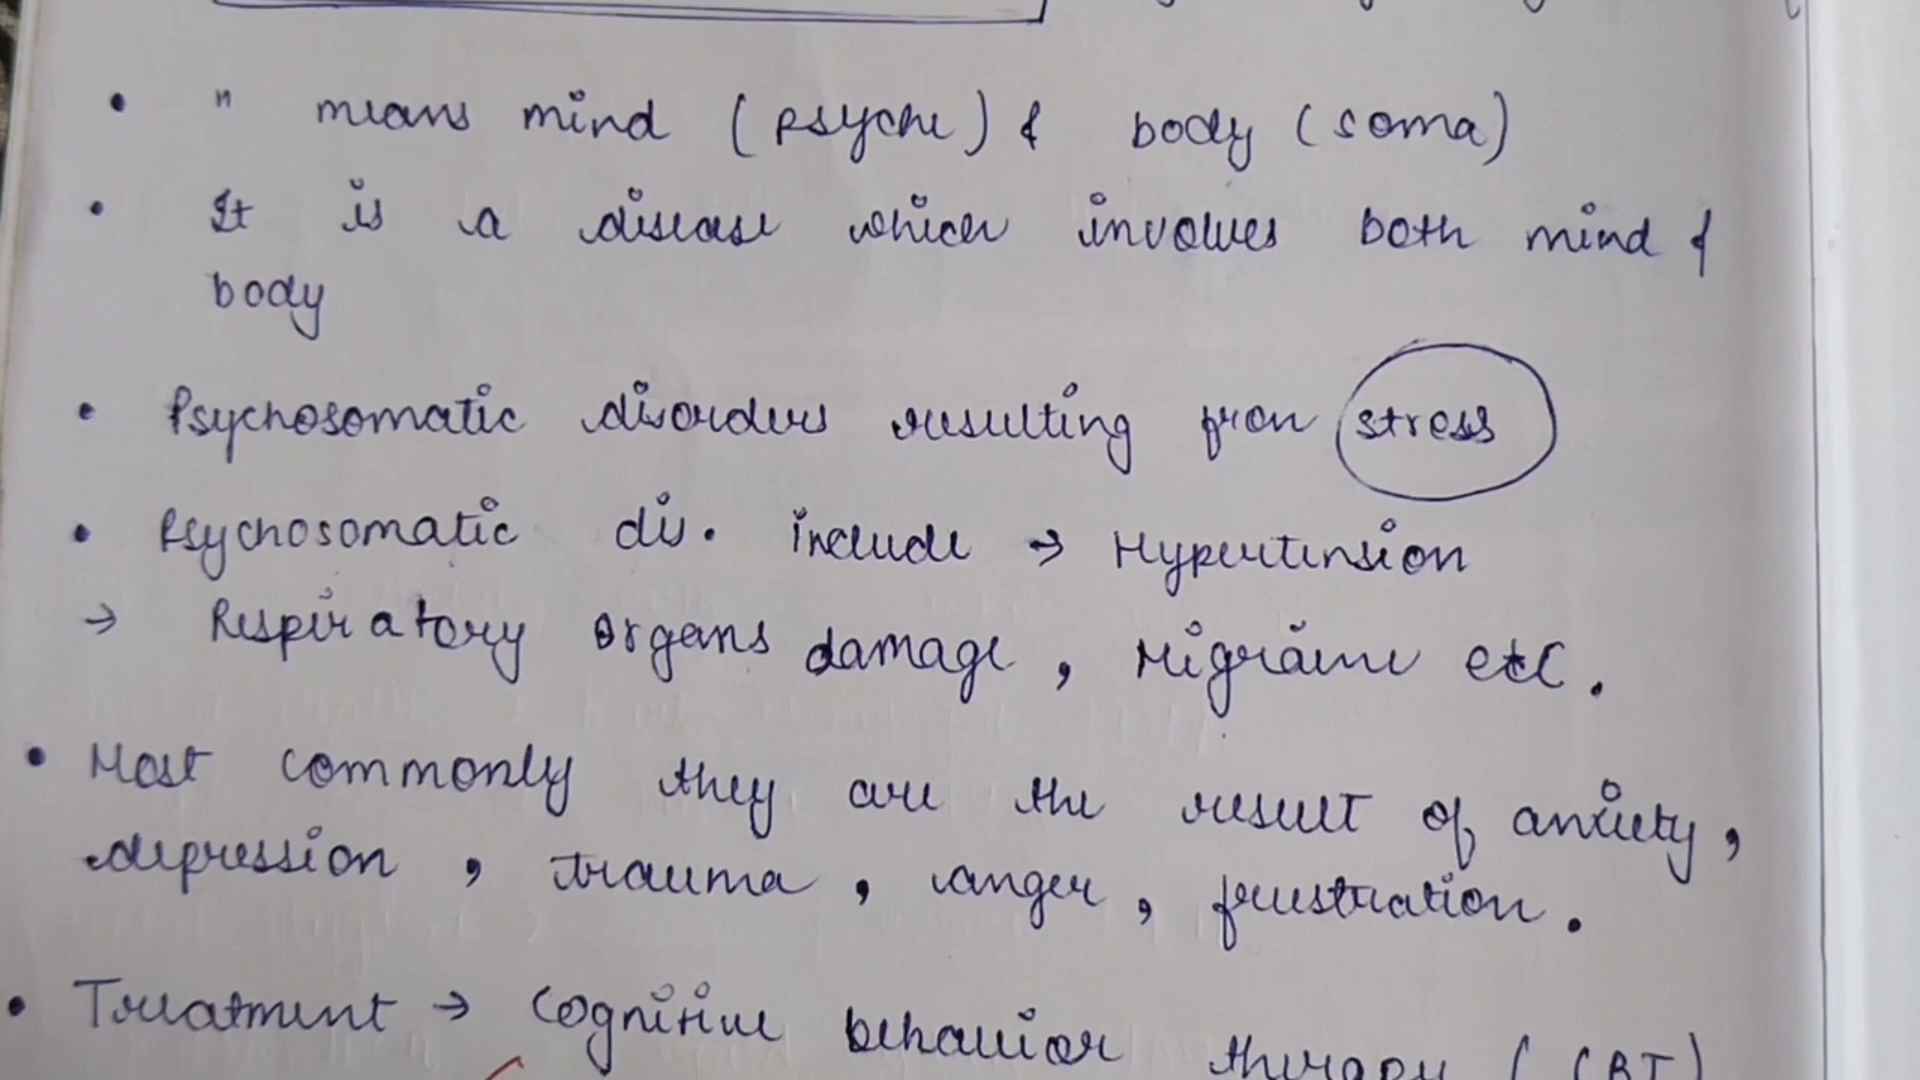 • " means mind (psyche) & body (soma)
• It is a disease which involves both mind &
body
• Psychosomatic disorders resulting from stress
• Psychosomatic dis. include → Hypertension
→ Respiratory organs damage, Migraine etc.
• Most commonly they are the result of anxiety,
depression, trauma, anger, frustration.
• Treatment → Cognitive behavior therapy (CBT)